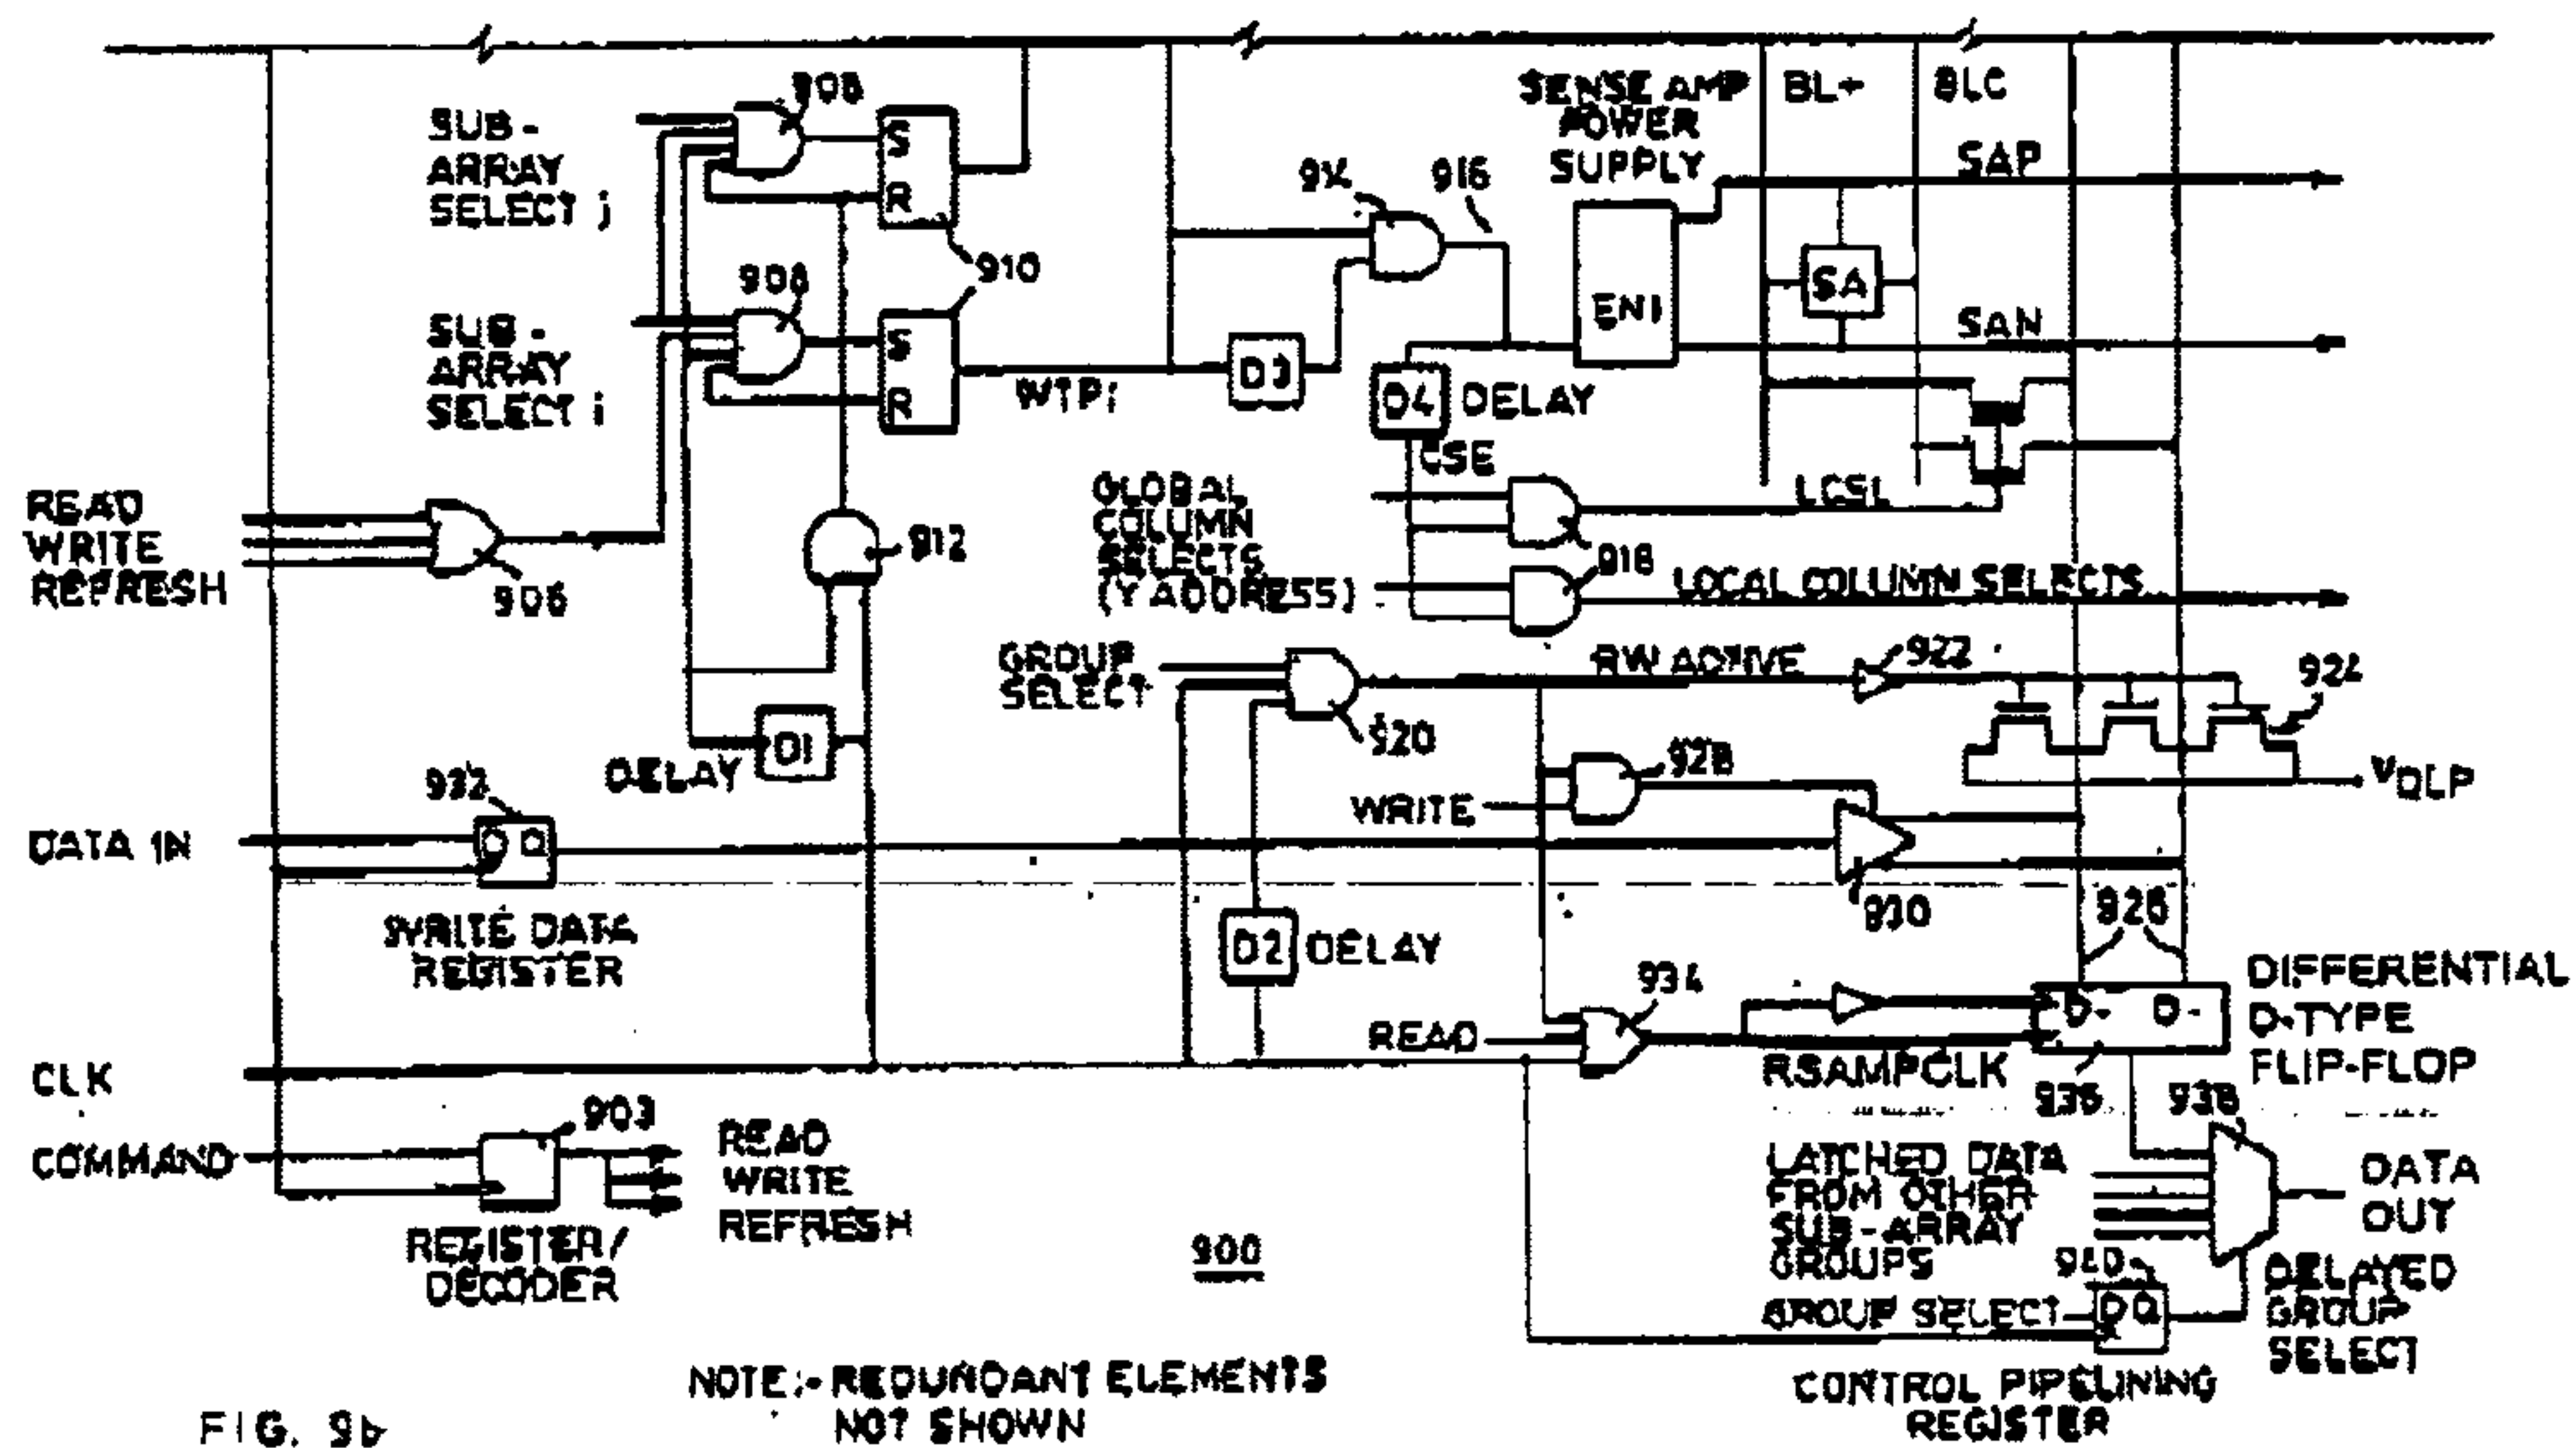 SENSE AMP
POWER
SUPPLY
BL+
BLC
SAP
SAN
SA
EN1
SUB-
ARRAY
SELECT j
908
S
R
910
SUB-
ARRAY
SELECT i
908
S
R
WTPi
D3
914
916
D4 DELAY
CSE
READ
WRITE
REFRESH
906
912
GLOBAL
COLUMN
SELECTS
(Y ADDRESS)
LCSL
918
LOCAL COLUMN SELECTS
GROUP
SELECT
920
RW ACTIVE
922
924
DELAY
D1
928
WRITE
DATA IN
932
D Q
WRITE DATA
REGISTER
D2 DELAY
930
926
DIFFERENTIAL
D-TYPE
FLIP-FLOP
934
READ
RSAMPCLK
D-
D-
936
938
CLK
COMMAND
903
READ
WRITE
REFRESH
REGISTER/
DECODER
900
LATCHED DATA
FROM OTHER
SUB-ARRAY
GROUPS
DATA
OUT
940
GROUP SELECT
D Q
DELAYED
GROUP
SELECT
CONTROL PIPELINING
REGISTER
NOTE:- REDUNDANT ELEMENTS
NOT SHOWN
FIG. 9b